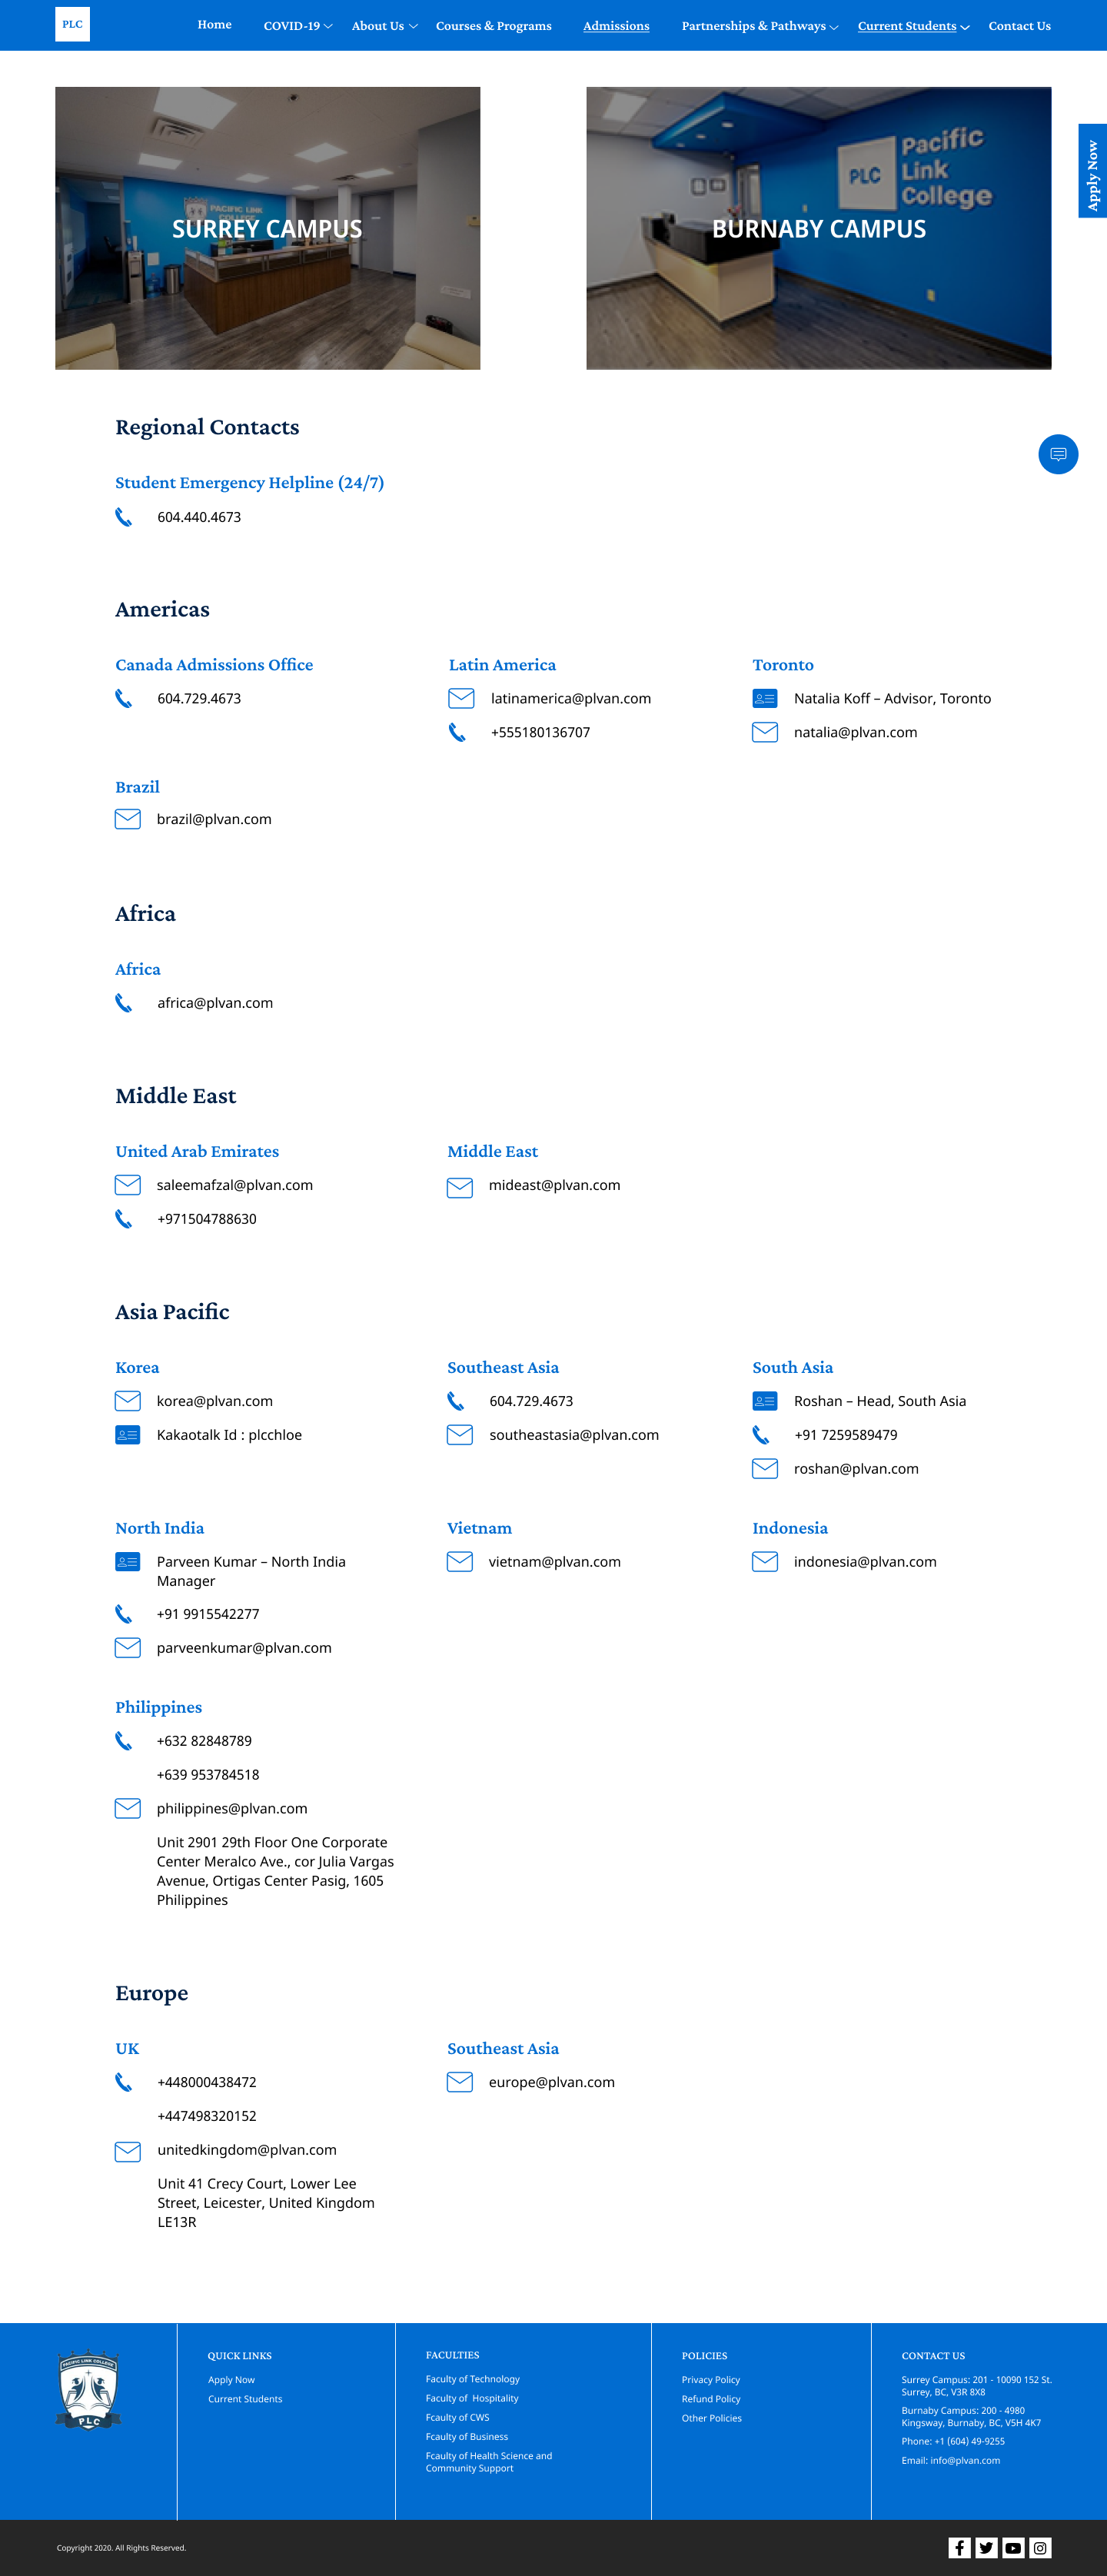 PLC
Home
COVID-19
About Us
Courses & Programs
Admissions
Partnerships & Pathways
Current Students
Contact Us
Apply Now
PACIFIC LINK
COLLEGE
SURREY CAMPUS
PLC
Pacific
Link
College
BURNABY CAMPUS
Regional Contacts
Student Emergency Helpline (24/7)
604.440.4673
Americas
Canada Admissions Office
604.729.4673
Latin America
latinamerica@plvan.com
+555180136707
Toronto
Natalia Koff – Advisor, Toronto
natalia@plvan.com
Brazil
brazil@plvan.com
Africa
Africa
africa@plvan.com
Middle East
United Arab Emirates
saleemafzal@plvan.com
+971504788630
Middle East
mideast@plvan.com
Asia Pacific
Korea
korea@plvan.com
Kakaotalk Id : plcchloe
Southeast Asia
604.729.4673
southeastasia@plvan.com
South Asia
Roshan – Head, South Asia
+91 7259589479
roshan@plvan.com
North India
Parveen Kumar – North India
Manager
+91 9915542277
parveenkumar@plvan.com
Vietnam
vietnam@plvan.com
Indonesia
indonesia@plvan.com
Philippines
+632 82848789
+639 953784518
philippines@plvan.com
Unit 2901 29th Floor One Corporate
Center Meralco Ave., cor Julia Vargas
Avenue, Ortigas Center Pasig, 1605
Philippines
Europe
UK
+448000438472
+447498320152
unitedkingdom@plvan.com
Unit 41 Crecy Court, Lower Lee
Street, Leicester, United Kingdom
LE13R
Southeast Asia
europe@plvan.com
PACIFIC LINK COLLEGE
PLC
QUICK LINKS
Apply Now
Current Students
FACULTIES
Faculty of Technology
Faculty of  Hospitality
Fcaulty of CWS
Fcaulty of Business
Fcaulty of Health Science and
Community Support
POLICIES
Privacy Policy
Refund Policy
Other Policies
CONTACT US
Surrey Campus: 201 - 10090 152 St.
Surrey, BC, V3R 8X8
Burnaby Campus: 200 - 4980
Kingsway, Burnaby, BC, V5H 4K7
Phone: +1 (604) 49-9255
Email: info@plvan.com
Copyright 2020. All Rights Reserved.